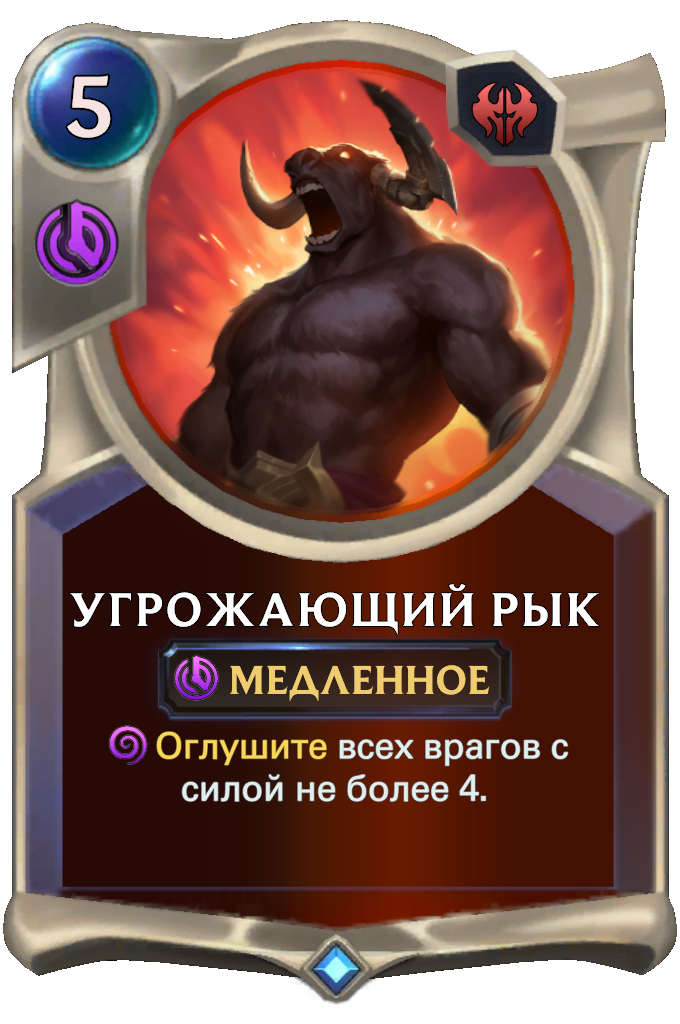 5
УГРОЖАЮЩИЙ РЫК
МЕДЛЕННОЕ
Оглушите всех врагов с
силой не более 4.